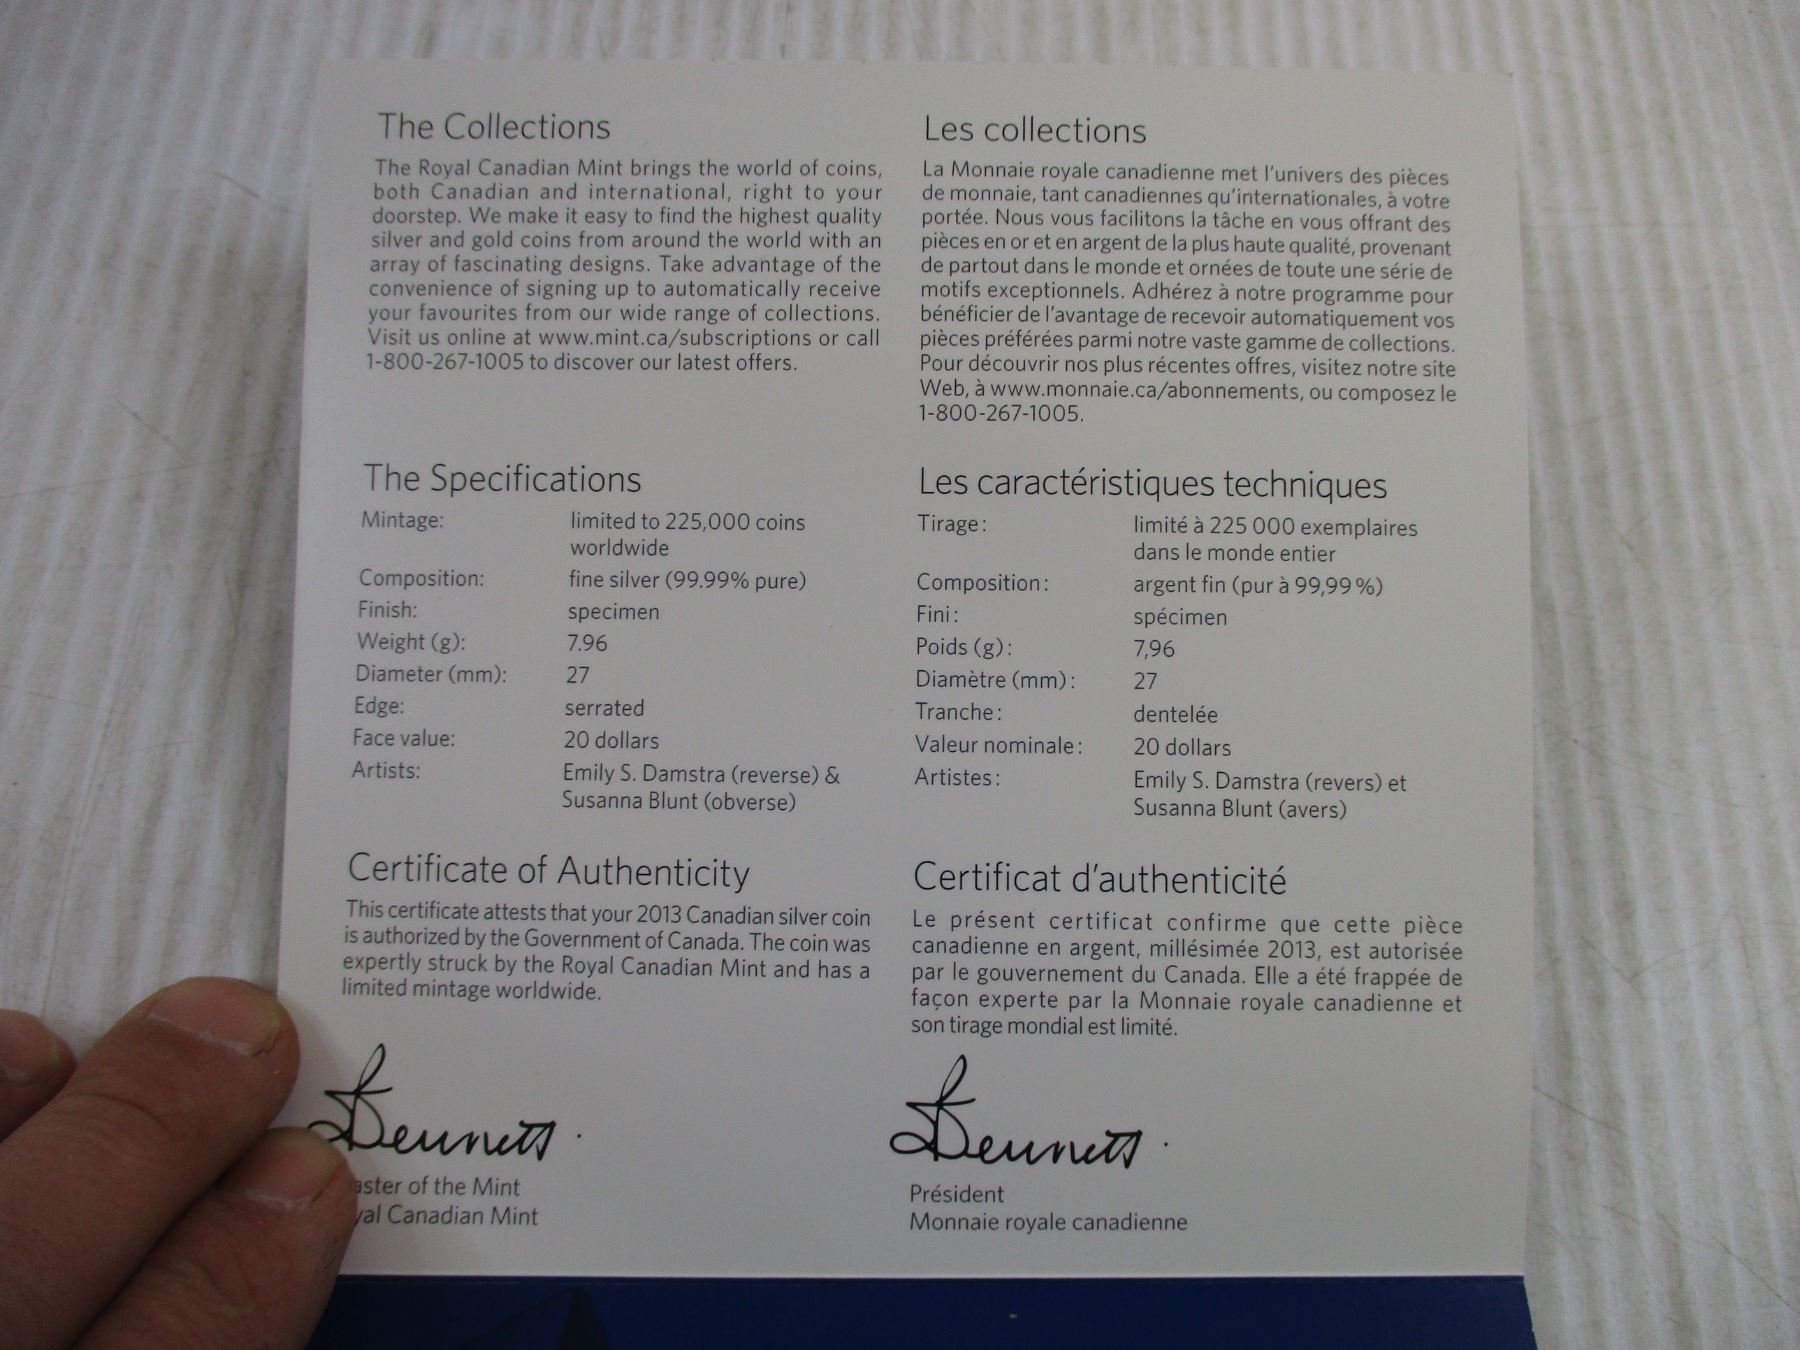 The Collections
The Royal Canadian Mint brings the world of coins,
both Canadian and international, right to your
doorstep. We make it easy to find the highest quality
silver and gold coins from around the world with an
array of fascinating designs. Take advantage of the
convenience of signing up to automatically receive
your favourites from our wide range of collections.
Visit us online at www.mint.ca/subscriptions or call
1-800-267-1005 to discover our latest offers.
The Specifications
Mintage: limited to 225,000 coins
worldwide
Composition: fine silver (99.99% pure)
Finish: specimen
Weight (g): 7.96
Diameter (mm): 27
Edge: serrated
Face value: 20 dollars
Artists: Emily S. Damstra (reverse) &
Susanna Blunt (obverse)
Certificate of Authenticity
This certificate attests that your 2013 Canadian silver coin
is authorized by the Government of Canada. The coin was
expertly struck by the Royal Canadian Mint and has a
limited mintage worldwide.
Bennett
aster of the Mint
yal Canadian Mint
Les collections
La Monnaie royale canadienne met l'univers des pièces
de monnaie, tant canadiennes qu'internationales, à votre
portée. Nous vous facilitons la tâche en vous offrant des
pièces en or et en argent de la plus haute qualité, provenant
de partout dans le monde et ornées de toute une série de
motifs exceptionnels. Adhérez à notre programme pour
bénéficier de l'avantage de recevoir automatiquement vos
pièces préférées parmi notre vaste gamme de collections.
Pour découvrir nos plus récentes offres, visitez notre site
Web, à www.monnaie.ca/abonnements, ou composez le
1-800-267-1005.
Les caractéristiques techniques
Tirage : limité à 225 000 exemplaires
dans le monde entier
Composition : argent fin (pur à 99,99 %)
Fini : spécimen
Poids (g) : 7,96
Diamètre (mm) : 27
Tranche : dentelée
Valeur nominale : 20 dollars
Artistes : Emily S. Damstra (revers) et
Susanna Blunt (avers)
Certificat d'authenticité
Le présent certificat confirme que cette pièce
canadienne en argent, millésimée 2013, est autorisée
par le gouvernement du Canada. Elle a été frappée de
façon experte par la Monnaie royale canadienne et
son tirage mondial est limité.
Bennett
Président
Monnaie royale canadienne